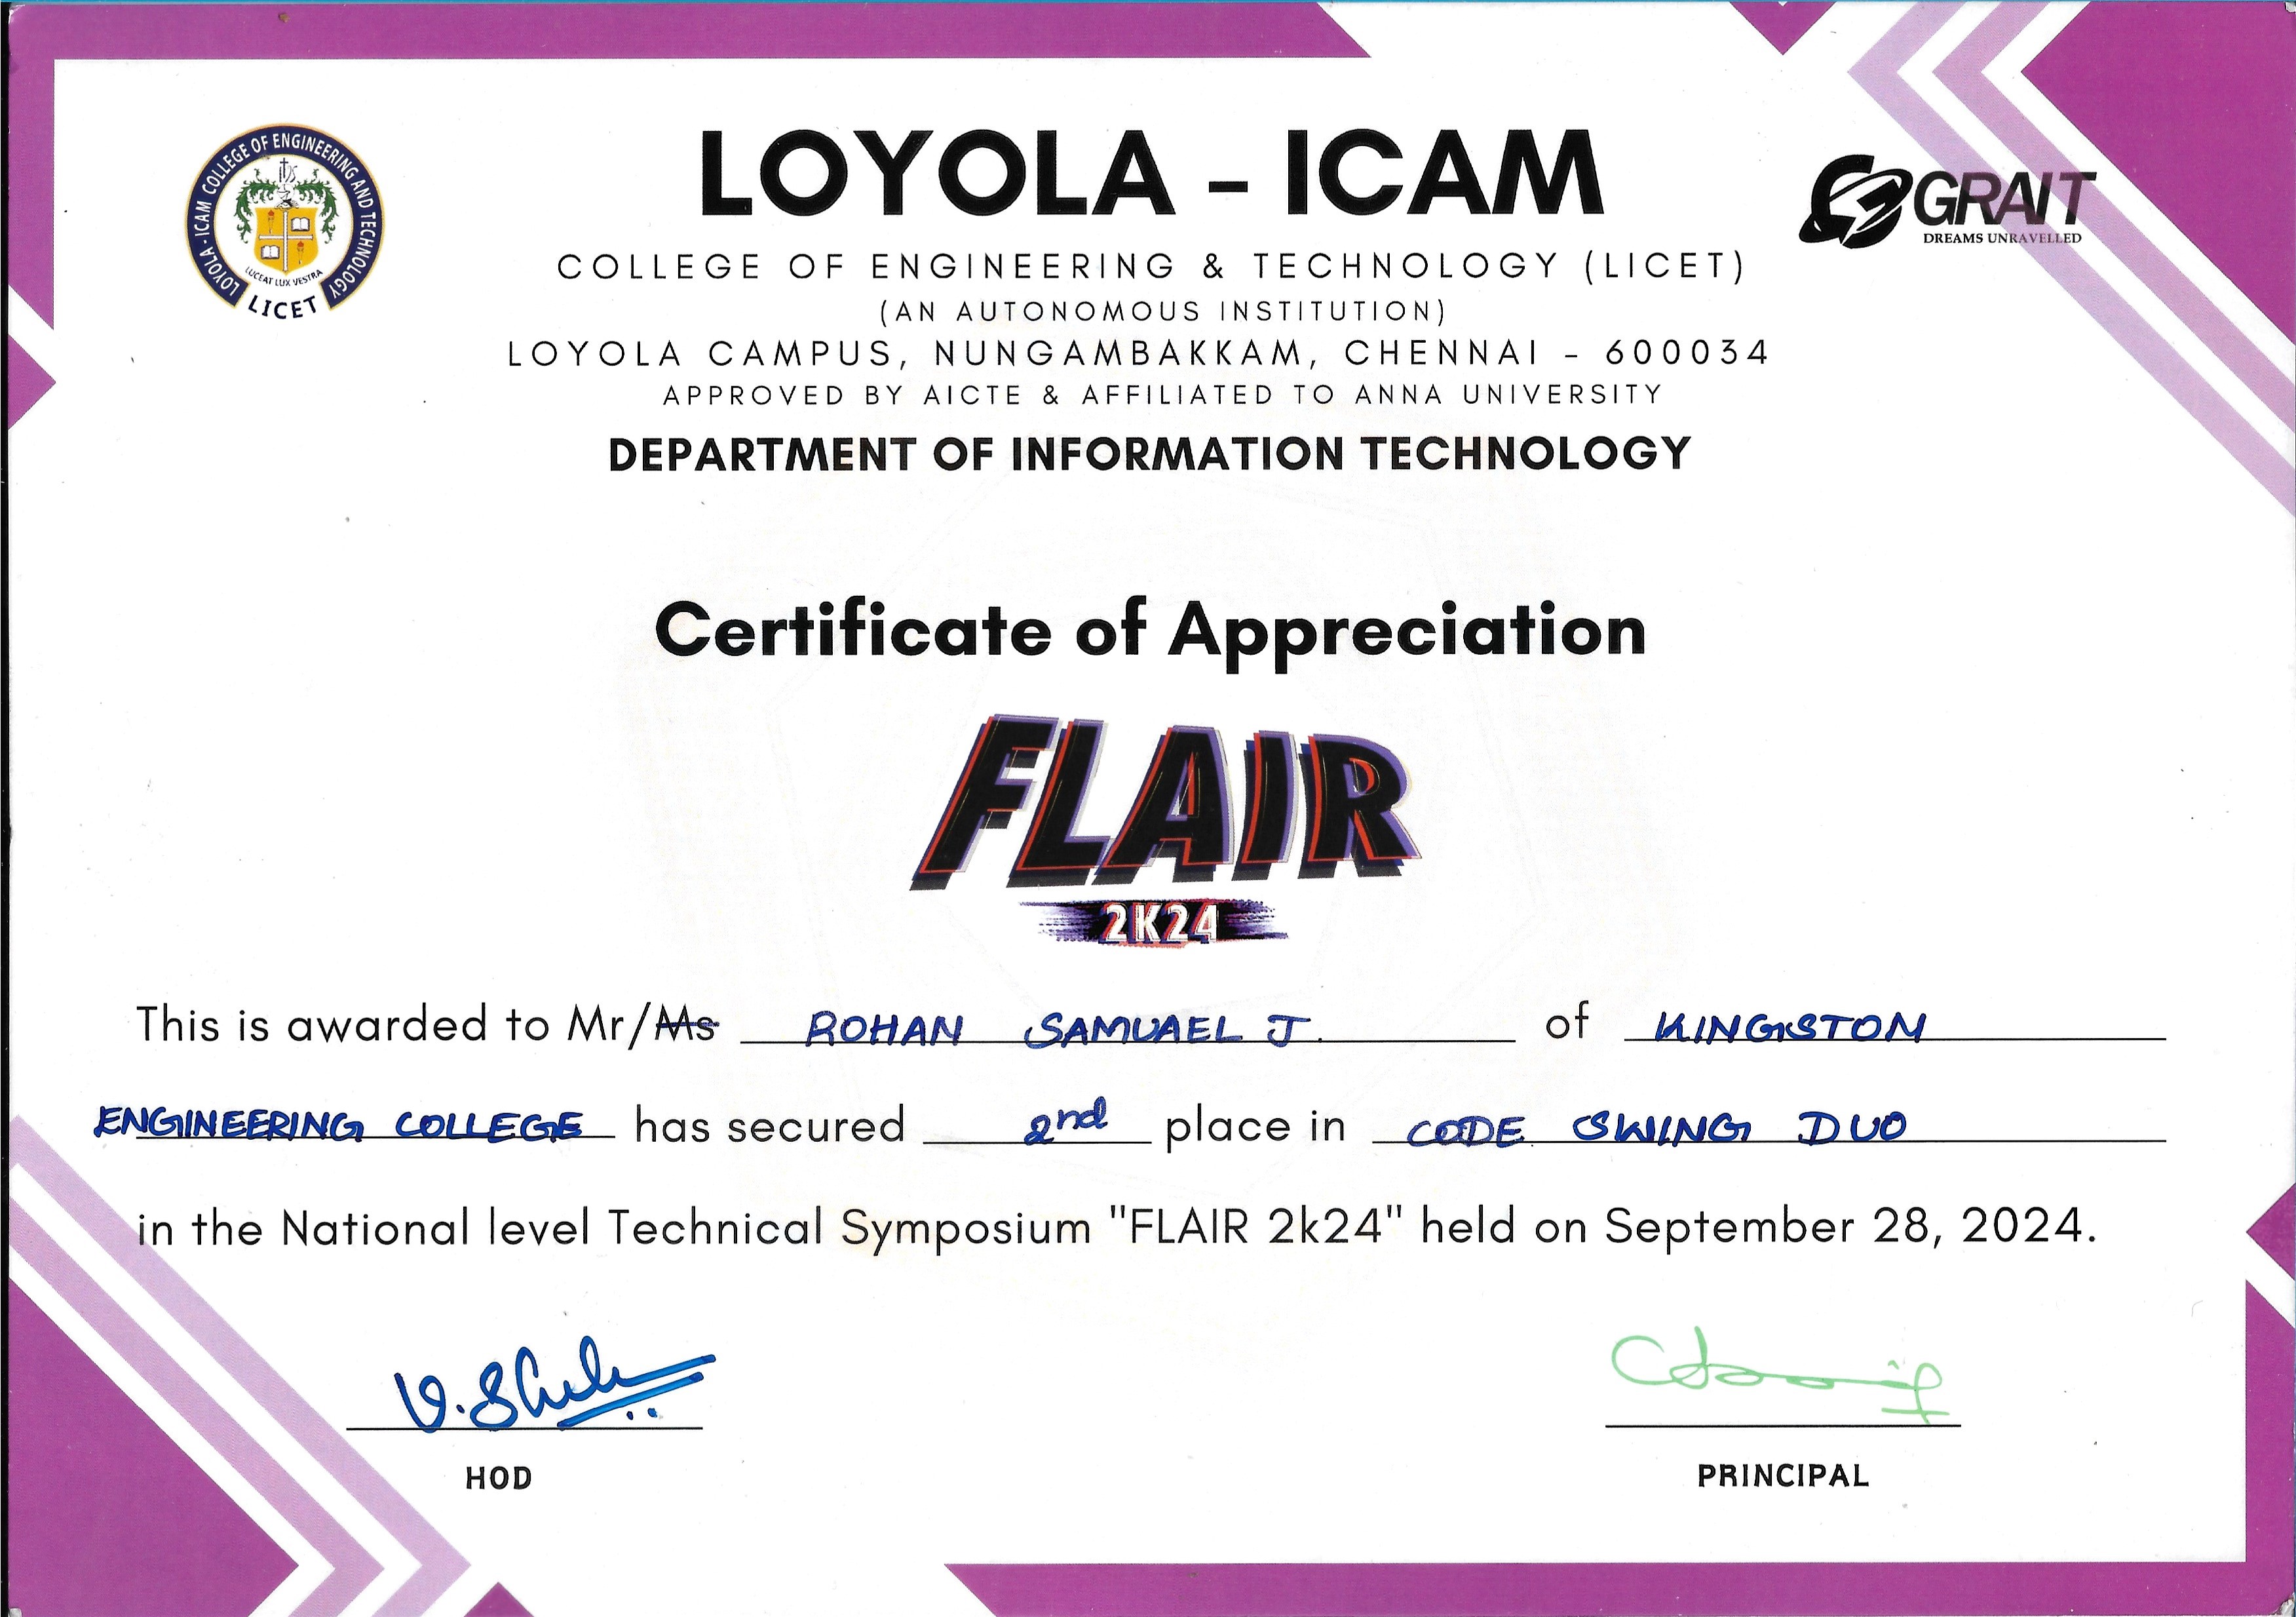 LOYOLA - ICAM COLLEGE OF ENGINEERING AND TECHNOLOGY
LUCEAT LUX VESTRA
LICET
LOYOLA - ICAM
GRAIT
DREAMS UNRAVELLED
COLLEGE OF ENGINEERING & TECHNOLOGY (LICET)
(AN AUTONOMOUS INSTITUTION)
LOYOLA CAMPUS, NUNGAMBAKKAM, CHENNAI - 600034
APPROVED BY AICTE & AFFILIATED TO ANNA UNIVERSITY
DEPARTMENT OF INFORMATION TECHNOLOGY
Certificate of Appreciation
FLAIR
2K24
This is awarded to Mr/Ms ROHAN SAMUAEL J. of KINGSTON
ENGINEERING COLLEGE has secured 2nd place in CODE SWING DUO
in the National level Technical Symposium "FLAIR 2k24" held on September 28, 2024.
HOD
PRINCIPAL